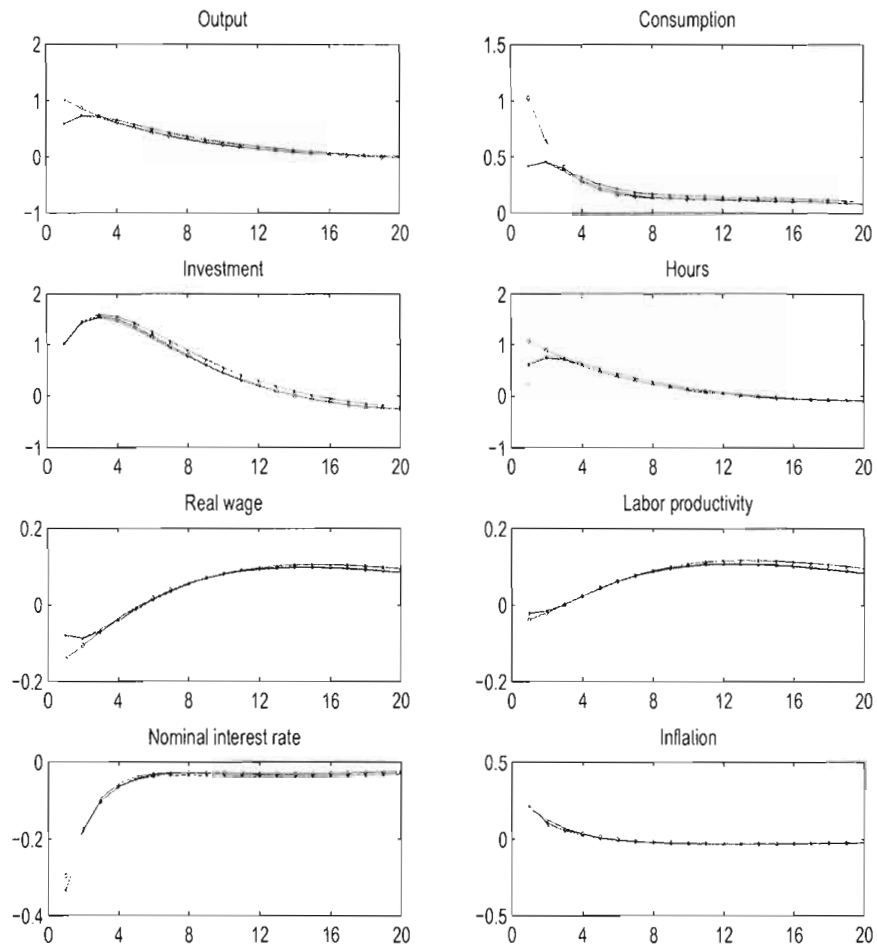 Output
2
1
0
−1
0 4 8 12 16 20
Consumption
1.5
1
0.5
0
0 4 8 12 16 20
Investment
2
1
0
−1
0 4 8 12 16 20
Hours
2
1
0
−1
0 4 8 12 16 20
Real wage
0.2
0
−0.2
0 4 8 12 16 20
Labor productivity
0.2
0
−0.2
0 4 8 12 16 20
Nominal interest rate
0
−0.2
−0.4
0 4 8 12 16 20
Inflation
0.5
0
−0.5
0 4 8 12 16 20